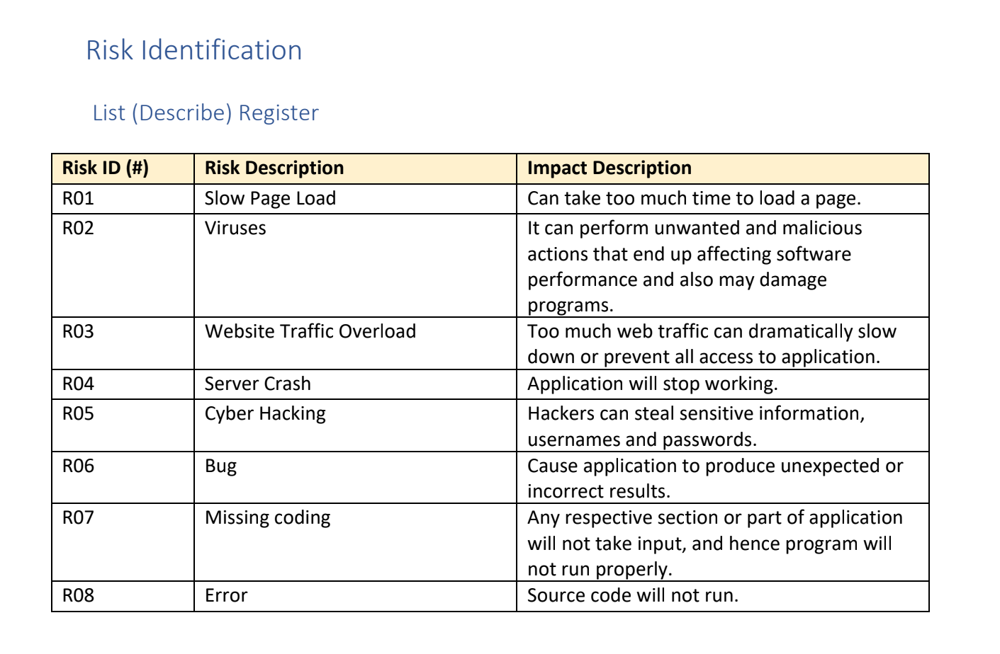 Risk Identification
List (Describe) Register
Risk ID (#) Risk Description Impact Description
R01 Slow Page Load Can take too much time to load a page.
R02 Viruses It can perform unwanted and malicious
actions that end up affecting software
performance and also may damage
programs.
R03 Website Traffic Overload Too much web traffic can dramatically slow
down or prevent all access to application.
R04 Server Crash Application will stop working.
R05 Cyber Hacking Hackers can steal sensitive information,
usernames and passwords.
R06 Bug Cause application to produce unexpected or
incorrect results.
R07 Missing coding Any respective section or part of application
will not take input, and hence program will
not run properly.
R08 Error Source code will not run.